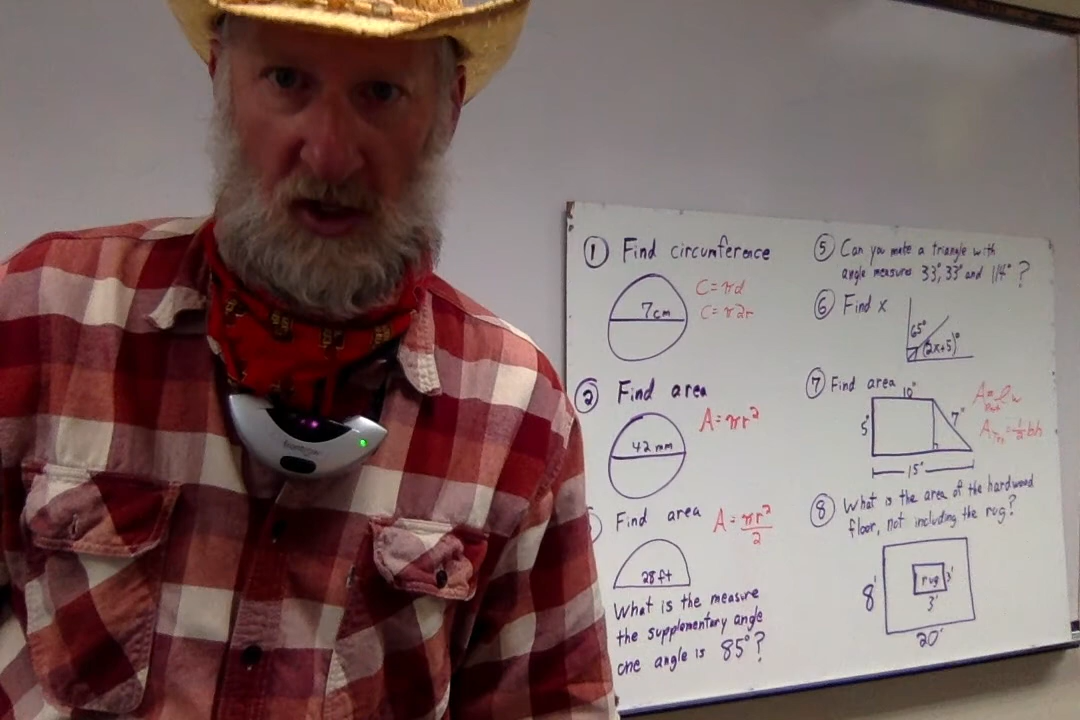 ① Find circumference
7cm
C = πd
C = π2r
② Find area
42 mm
A = πr²
Find area
A = πr²/2
28ft
What is the measure
the supplementary angle
one angle is 85°?
⑤ Can you make a triangle with
angle measures 33°, 33° and 114°?
⑥ Find x
65°
(2x+5)°
⑦ Find area
10"
5"
7"
15"
A = lw
A = ½bh
⑧ What is the area of the hardwood
floor, not including the rug?
8'
rug 3'
3'
20'